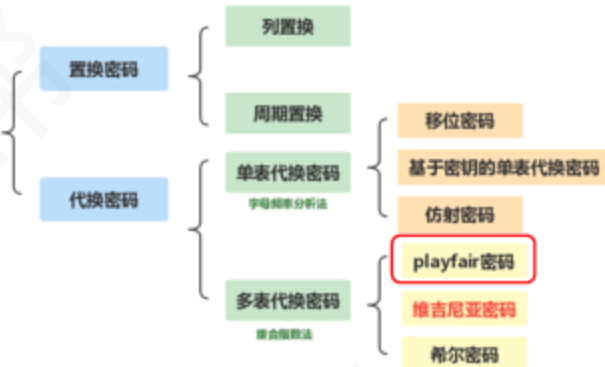 列置换
置换密码
周期置换
移位密码
单表代换密码
基于密钥的单表代换密码
字母频率分析法
代换密码
仿射密码
playfair密码
多表代换密码
维吉尼亚密码
重合指数法
希尔密码